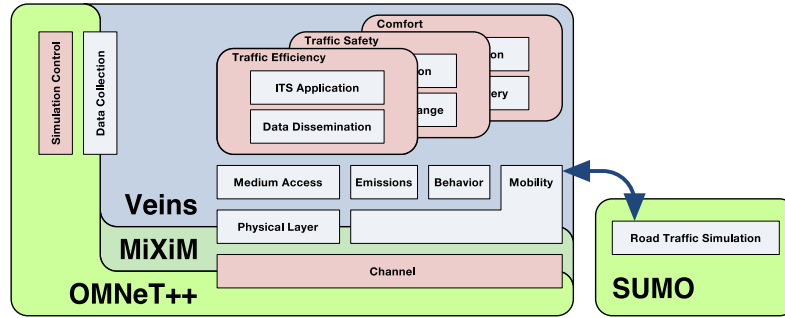 Comfort
Traffic Safety
Traffic Efficiency
ITS Application
Data Dissemination
Simulation Control
Data Collection
Medium Access
Emissions
Behavior
Mobility
Veins
Physical Layer
MiXiM
Channel
OMNeT++
Road Traffic Simulation
SUMO